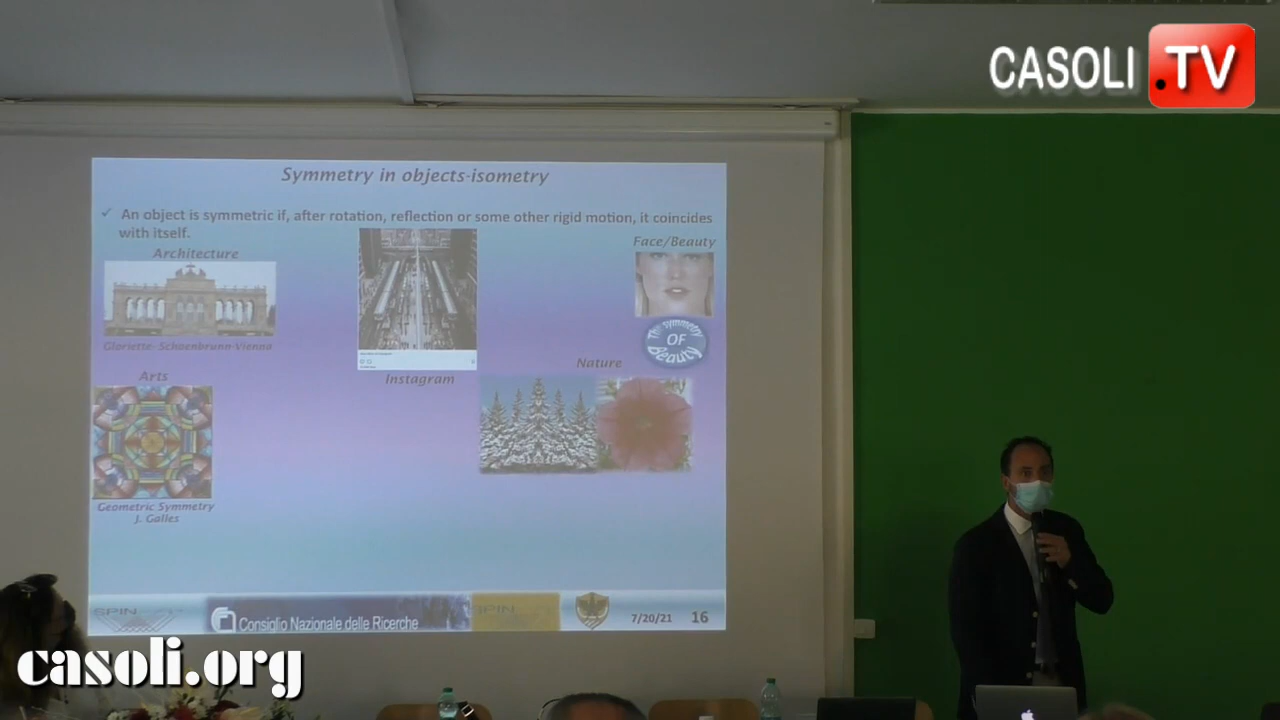 CASOLI .TV
Symmetry in objects-isometry
✓ An object is symmetric if, after rotation, reflection or some other rigid motion, it coincides
with itself.
Architecture
Face/Beauty
Gloriette-Schoenbrunn-Vienna
The symmetry
OF
Beauty
Nature
Arts
Instagram
Geometric Symmetry
J. Galles
SPIN
Consiglio Nazionale delle Ricerche
SPIN
7/20/21
16
casoli.org